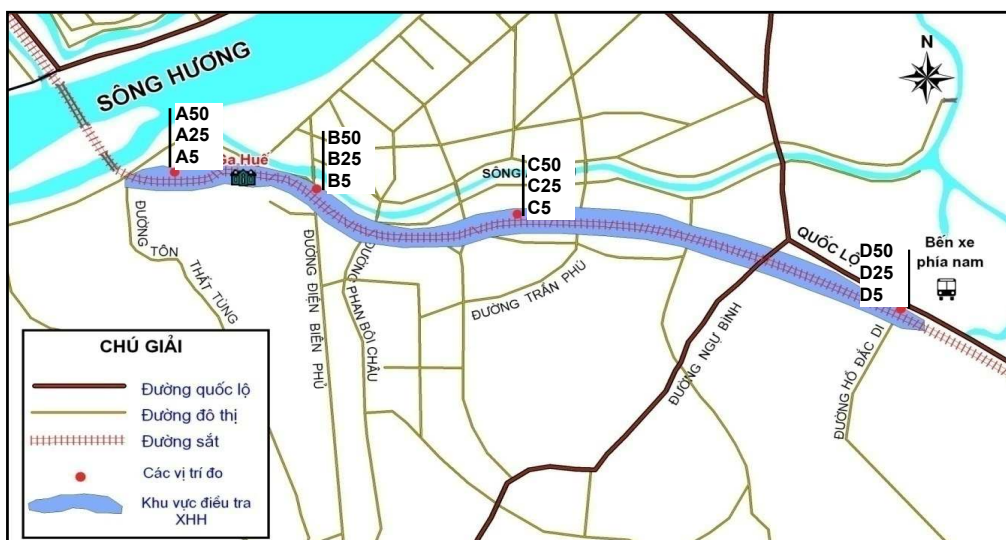 SÔNG HƯƠNG
N
A50
A25
A5
Ga Huế
B50
B25
B5
SÔNG
C50
C25
C5
QUỐC LỘ
D50
D25
D5
Bến xe
phía nam
ĐƯỜNG
TÔN
THẤT TÙNG
ĐƯỜNG ĐIỆN BIÊN PHỦ
ĐƯỜNG PHAN BỘI CHÂU
ĐƯỜNG TRẦN PHÚ
ĐƯỜNG NGỰ BÌNH
ĐƯỜNG HỒ ĐẮC DI
CHÚ GIẢI
Đường quốc lộ
Đường đô thị
Đường sắt
Các vị trí đo
Khu vực điều tra
XHH